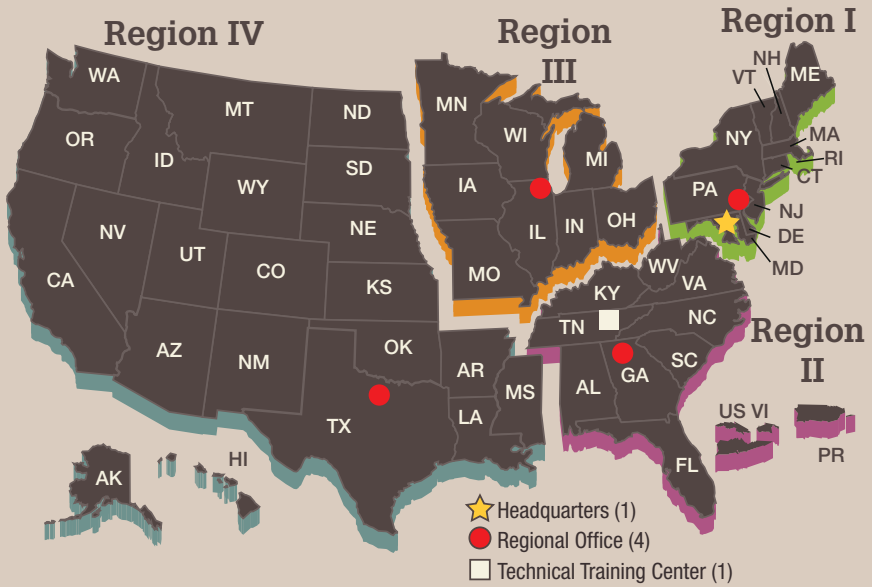 Region IV
Region
III
Region I
Region
II
WA
OR
CA
NV
ID
MT
WY
UT
AZ
CO
NM
ND
SD
NE
KS
OK
TX
AR
LA
MS
AK
HI
MN
IA
MO
WI
IL
IN
MI
OH
ME
NH
VT
NY
MA
RI
CT
PA
NJ
DE
MD
WV
VA
KY
TN
NC
SC
GA
AL
FL
US VI
PR
Headquarters (1)
Regional Office (4)
Technical Training Center (1)